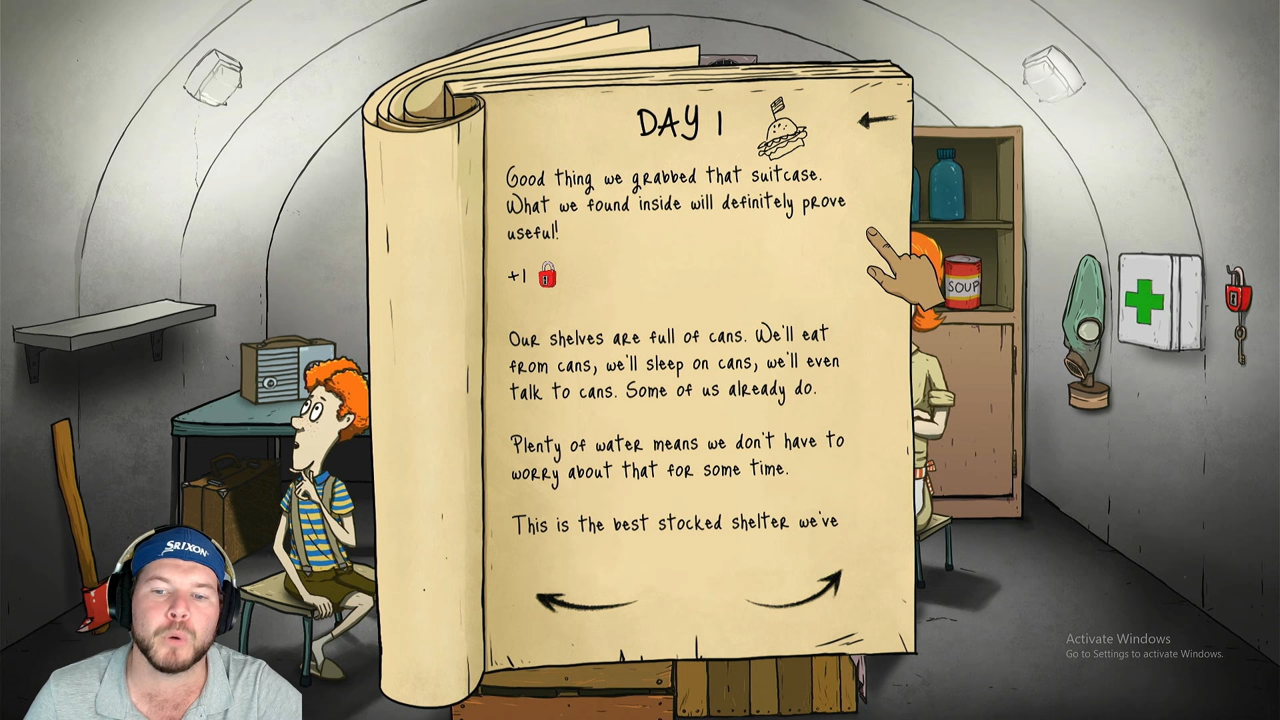 DAY 1
Good thing we grabbed that suitcase.
What we found inside will definitely prove
useful!
+1
Our shelves are full of cans. We'll eat
from cans, we'll sleep on cans, we'll even
talk to cans. Some of us already do.
Plenty of water means we don't have to
worry about that for some time.
This is the best stocked shelter we've
SOUP
SRIXON
Activate Windows
Go to Settings to activate Windows.